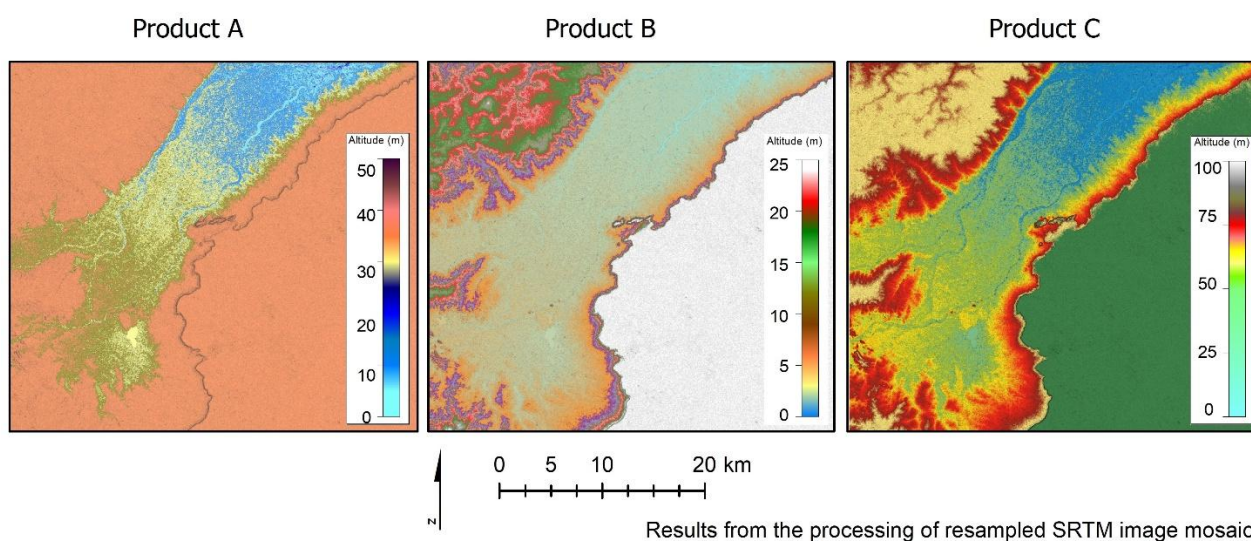 Product A
Product B
Product C
Altitude (m)
50
40
30
20
10
0
Altitude (m)
25
20
15
10
5
0
Altitude (m)
100
75
50
25
0
0 5 10 20 km
N
Results from the processing of resampled SRTM image mosaic